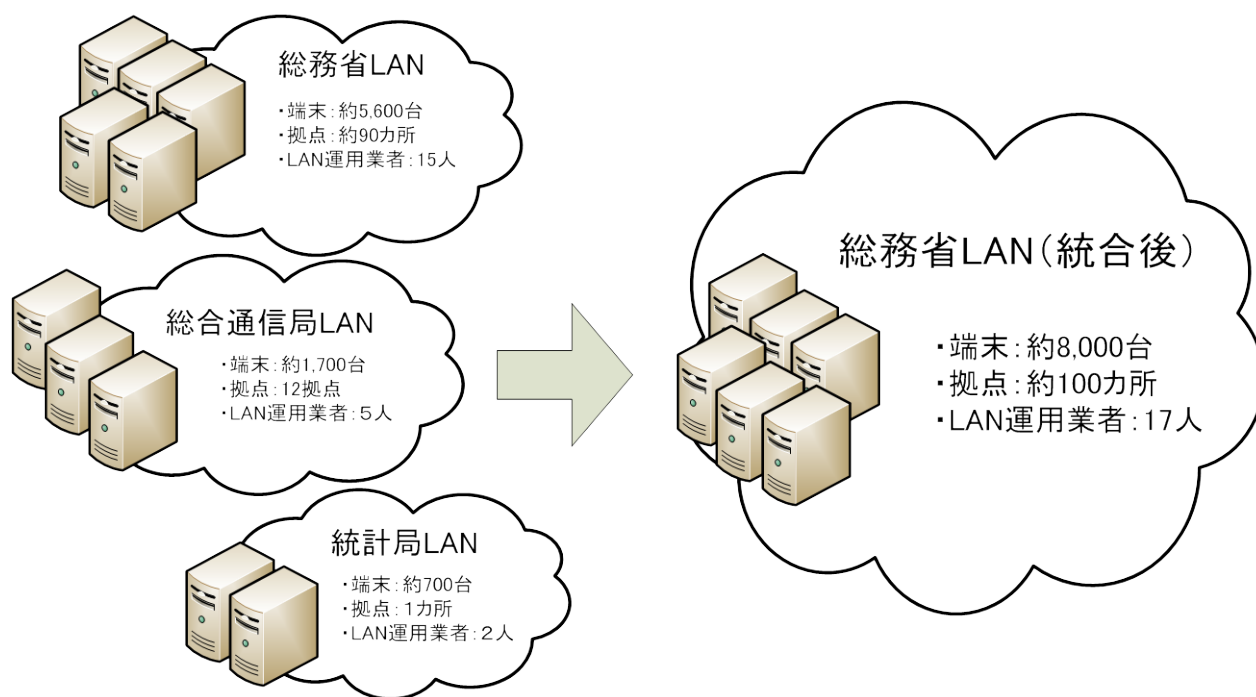 総務省LAN
・端末：約5,600台
・拠点：約90カ所
・LAN運用業者：15人
総合通信局LAN
・端末：約1,700台
・拠点：12拠点
・LAN運用業者：５人
統計局LAN
・端末：約700台
・拠点：1カ所
・LAN運用業者：２人
総務省LAN（統合後）
・端末：約8,000台
・拠点：約100カ所
・LAN運用業者：17人